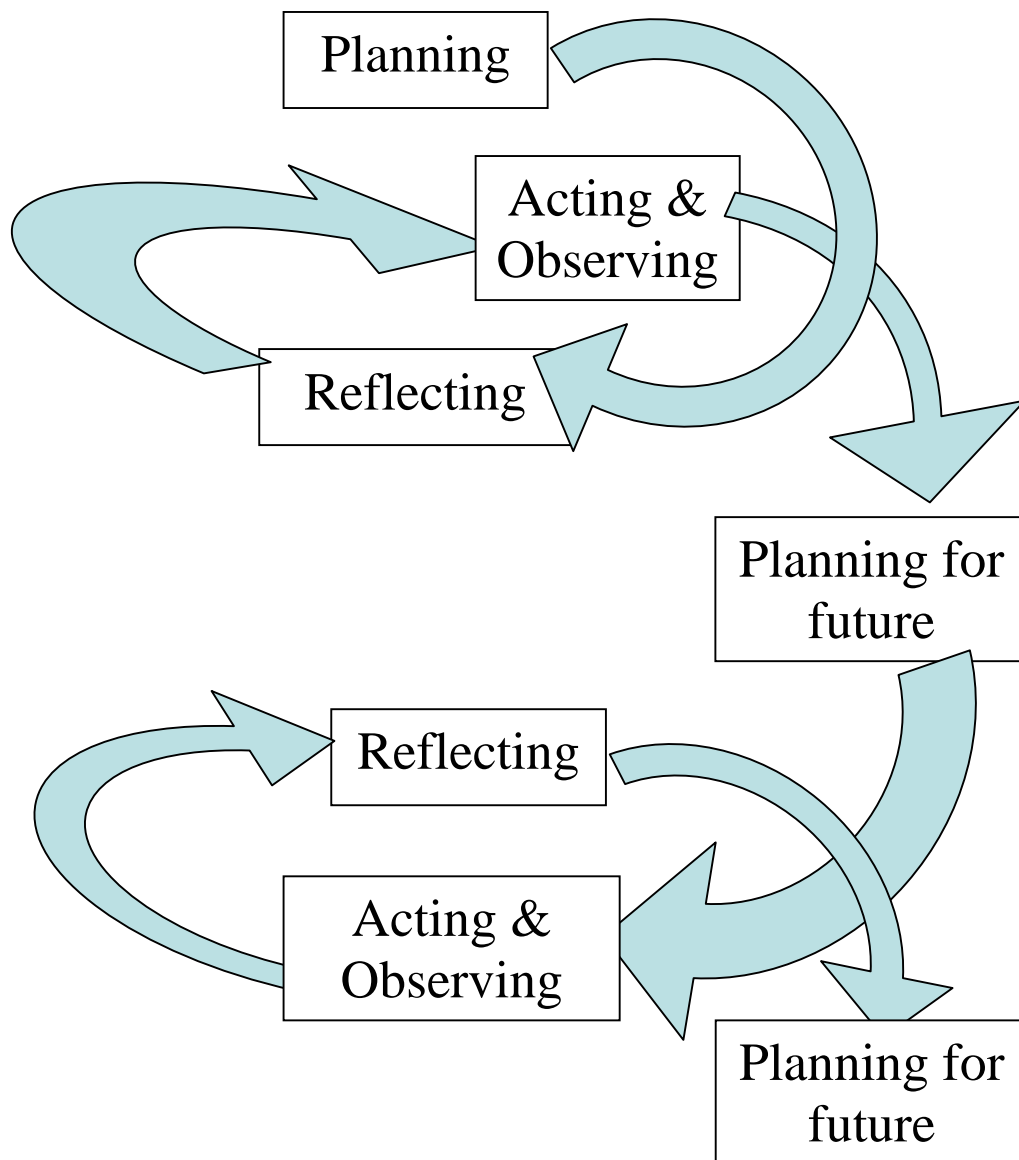 Planning
Acting &
Observing
Reflecting
Planning for
future
Reflecting
Acting &
Observing
Planning for
future